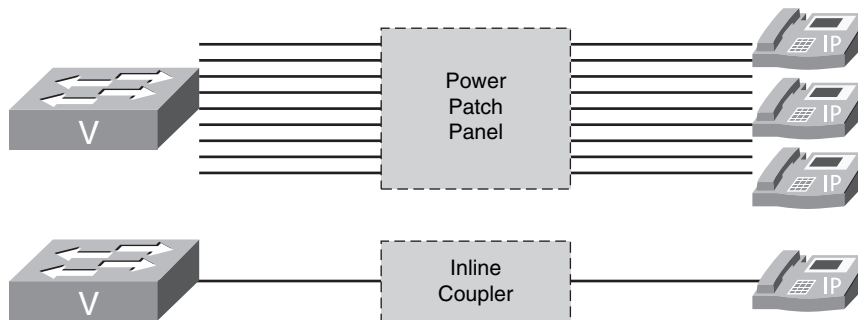 V
Power
Patch
Panel
IP
IP
IP
V
Inline
Coupler
IP